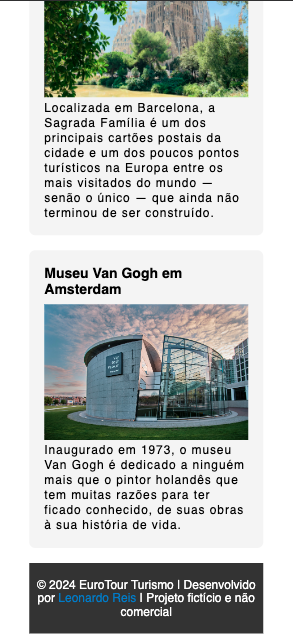 Localizada em Barcelona, a
Sagrada Família é um dos
principais cartões postais da
cidade e um dos poucos pontos
turísticos na Europa entre os
mais visitados do mundo —
senão o único — que ainda não
terminou de ser construído.
Museu Van Gogh em
Amsterdam
Inaugurado em 1973, o museu
Van Gogh é dedicado a ninguém
mais que o pintor holandês que
tem muitas razões para ter
ficado conhecido, de suas obras
à sua história de vida.
© 2024 EuroTour Turismo | Desenvolvido
por Leonardo Reis | Projeto fictício e não
comercial